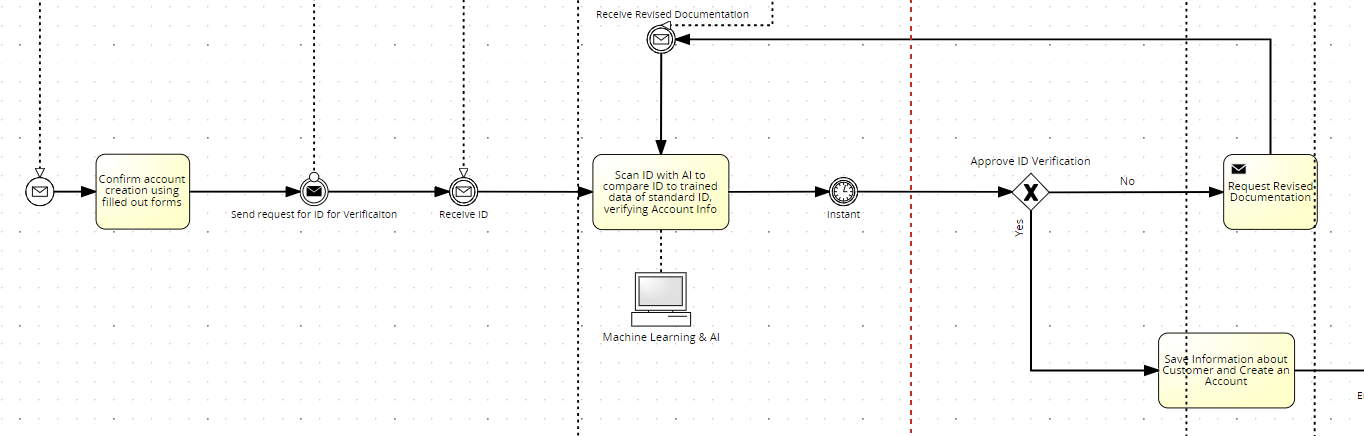 Receive Revised Documentation
Confirm account
creation using
filled out forms
Send request for ID for Verificaiton
Receive ID
Scan ID with AI to
compare ID to trained
data of standard ID,
verifying Account Info
Machine Learning & AI
Instant
Approve ID Verification
No
Yes
Request Revised
Documentation
Save Information about
Customer and Create an
Account